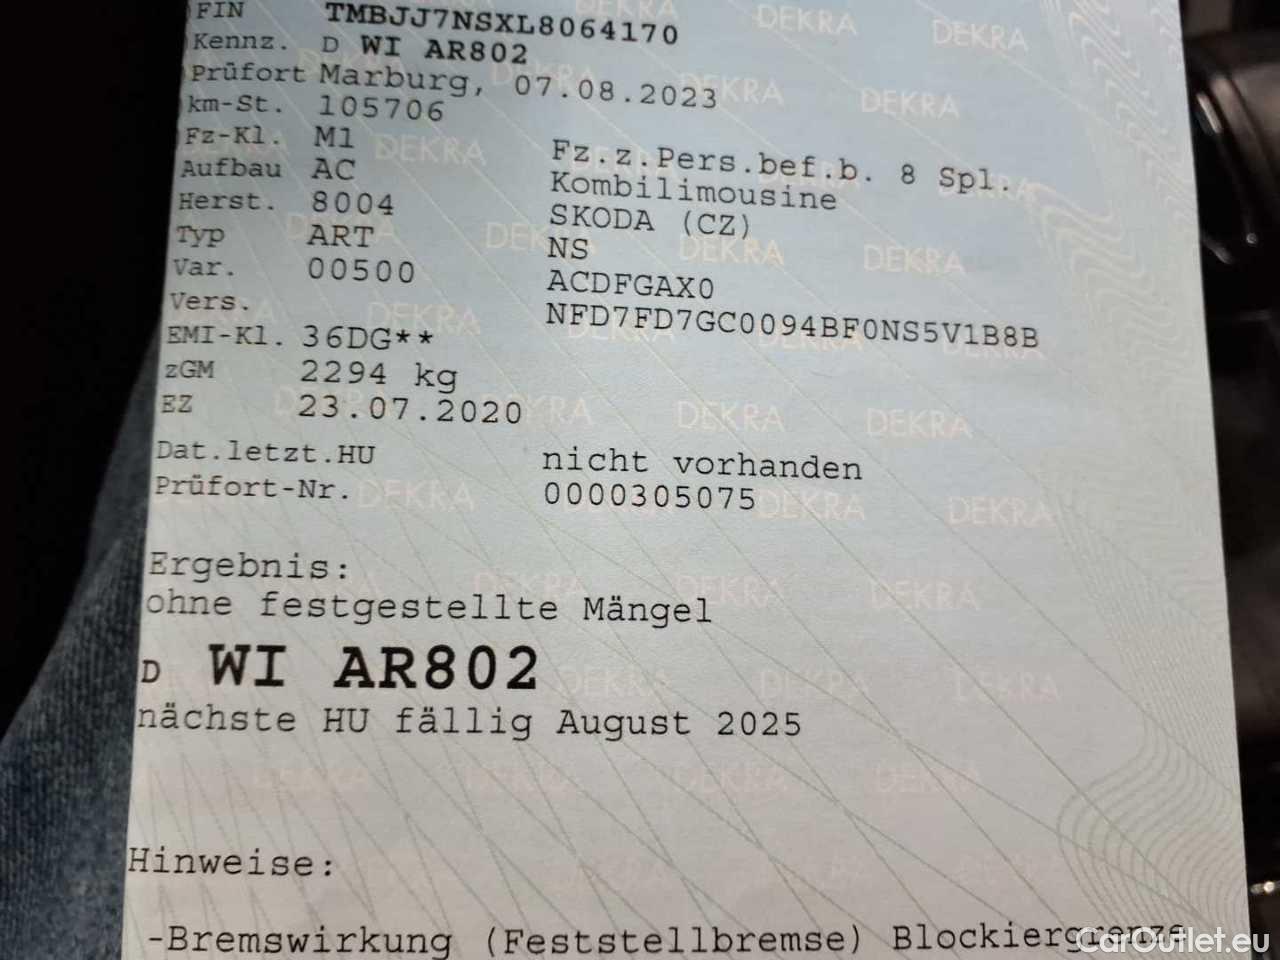 FIN TMBJJ7NSXL8064170
Kennz. D WI AR802
Prüfort Marburg, 07.08.2023
km-St. 105706
Fz-Kl. M1 Fz.z.Pers.bef.b. 8 Spl.
Aufbau AC Kombilimousine
Herst. 8004 SKODA (CZ)
Typ ART NS
Var. 00500 ACDFGAX0
Vers. NFD7FD7GC0094BF0NS5V1B8B
EMI-Kl. 36DG**
zGM 2294 kg
EZ 23.07.2020
Dat.letzt.HU nicht vorhanden
Prüfort-Nr. 0000305075
Ergebnis:
ohne festgestellte Mängel
D WI AR802
nächste HU fällig August 2025
Hinweise:
-Bremswirkung (Feststellbremse) Blockiergrenze
CarOutlet.eu